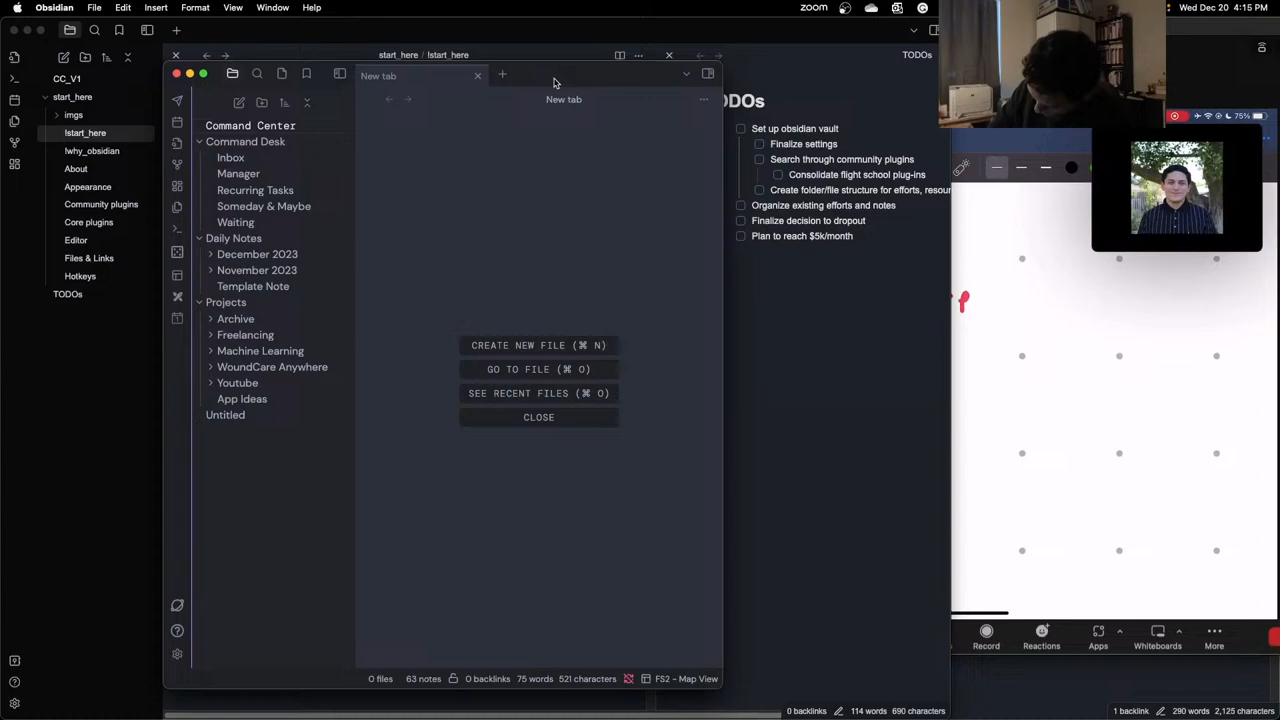 Obsidian File Edit Insert Format View Window Help
zoom Wed Dec 20 4:15 PM
start_here / !start_here
TODOs
CC_V1
start_here
imgs
!start_here
!why_obsidian
About
Appearance
Community plugins
Core plugins
Editor
Files & Links
Hotkeys
TODOs
New tab
New tab
Command Center
Command Desk
Inbox
Manager
Recurring Tasks
Someday & Maybe
Waiting
Daily Notes
December 2023
November 2023
Template Note
Projects
Archive
Freelancing
Machine Learning
WoundCare Anywhere
Youtube
App Ideas
Untitled
CREATE NEW FILE (⌘ N)
GO TO FILE (⌘ O)
SEE RECENT FILES (⌘ O)
CLOSE
0 files 63 notes 0 backlinks 75 words 521 characters FS2 - Map View
ODOs
Set up obsidian vault
Finalize settings
Search through community plugins
Consolidate flight school plug-ins
Create folder/file structure for efforts, resour
Organize existing efforts and notes
Finalize decision to dropout
Plan to reach $5k/month
0 backlinks 114 words 690 characters
75%
Record Reactions Apps Whiteboards More
1 backlink 290 words 2,125 characters